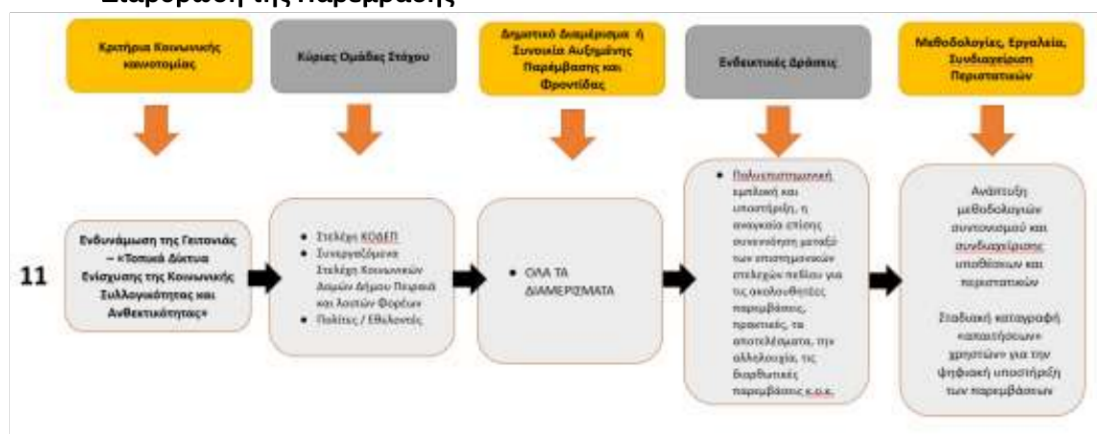 Διάρθρωση της Παρέμβασης
Κριτήρια Κοινωνικής
καινοτομίας
Κύριες Ομάδες Στόχου
Δημοτικό Διαμέρισμα ή
Συνοικία Αυξημένης
Παρέμβασης και
Φροντίδας
Ενδεικτικές Δράσεις
Μεθοδολογίες, Εργαλεία,
Συνδιαχείριση
Περιστατικών
11
Ενδυνάμωση της Γειτονιάς
– «Τοπικά Δίκτυα
Ενίσχυσης της Κοινωνικής
Συλλογικότητας και
Ανθεκτικότητας»
• Στελέχη ΚΟΔΕΠ
• Συνεργαζόμενα
Στελέχη Κοινωνικών
Δομών Δήμου Πειραιά
και λοιπών Φορέων
• Πολίτες / Εθελοντές
• ΟΛΑ ΤΑ
ΔΙΑΜΕΡΙΣΜΑΤΑ
• Πολυεπιστημονική
εμπλοκή και
υποστήριξη, η
αναγκαία επίσης
συνεννόηση μεταξύ
των επιστημονικών
στελεχών πεδίου για
τις ακολουθητέες
παρεμβάσεις,
πρακτικές, τα
αποτελέσματα, την
αλληλουχία, τις
διορθωτικές
παρεμβάσεις κ.ο.κ.
Ανάπτυξη
μεθοδολογιών
συντονισμού και
συνδιαχείρισης
υποθέσεων και
περιστατικών
Σταδιακή καταγραφή
«απαιτήσεων»
χρηστών» για την
ψηφιακή υποστήριξη
των παρεμβάσεων